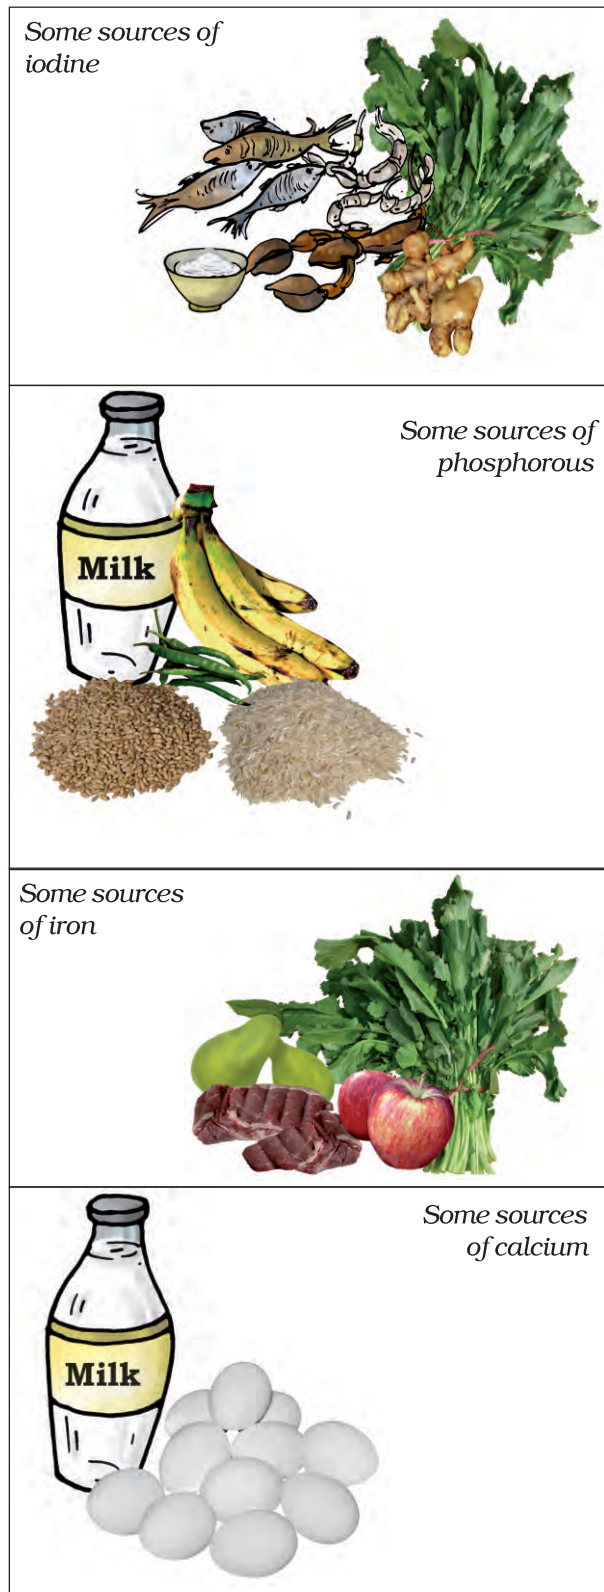 Some sources of
iodine
Some sources of
phosphorous
Milk
Some sources
of iron
Some sources
of calcium
Milk